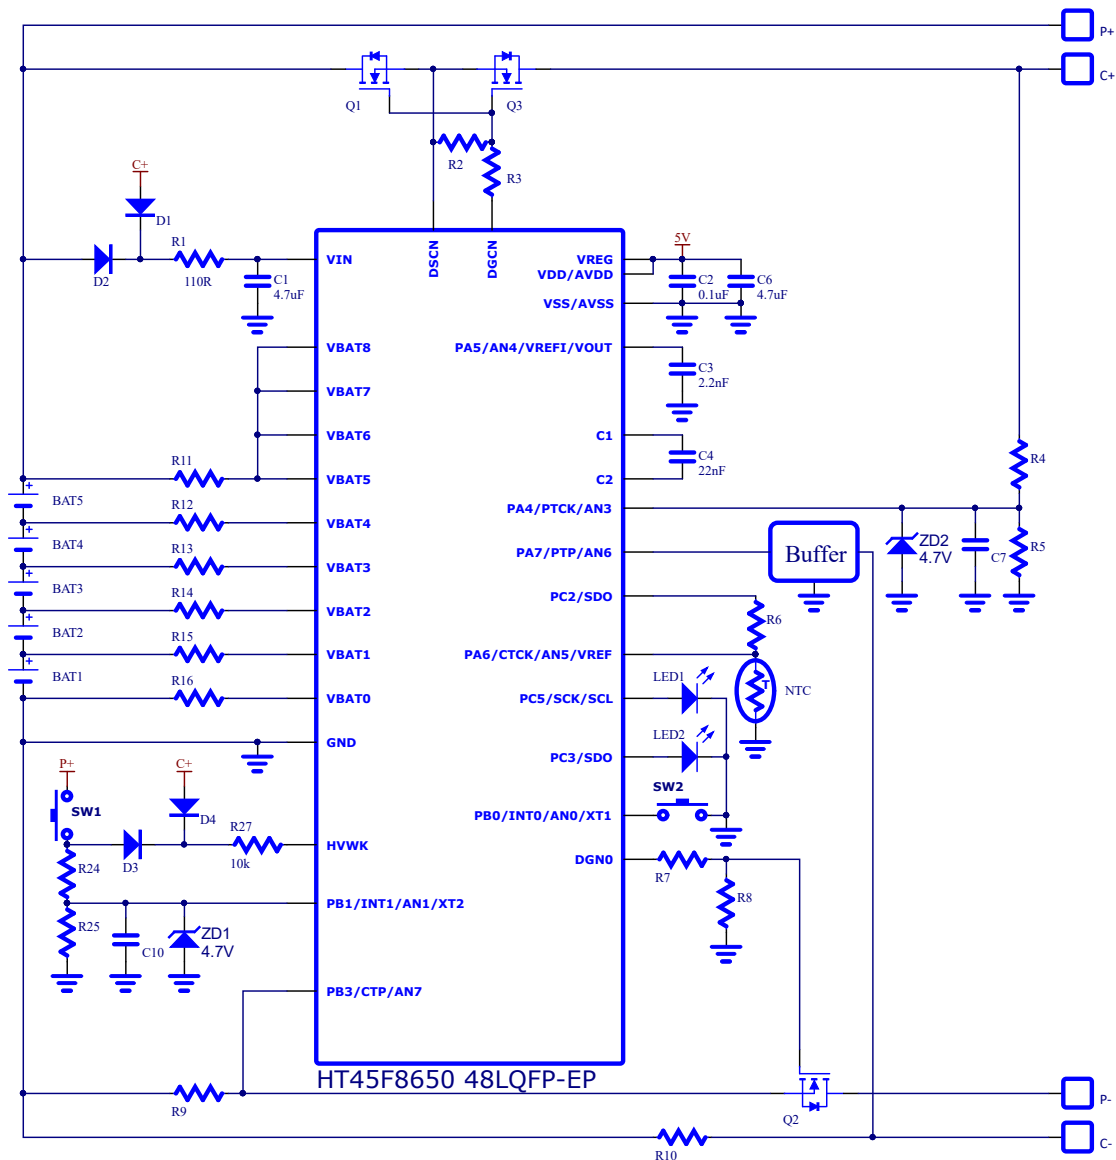 P+
C+
Q1
Q3
R2
R3
C+
D1
D2
R1
110R
C1
4.7uF
VIN
DSCN
DGCN
5V
VREG
VDD/AVDD
VSS/AVSS
C2
0.1uF
C6
4.7uF
VBAT8
PA5/AN4/VREFI/VOUT
C3
2.2nF
VBAT7
VBAT6
C1
C4
22nF
R4
R11
VBAT5
C2
+
BAT5
R12
VBAT4
PA4/PTCK/AN3
+
BAT4
R13
VBAT3
PA7/PTP/AN6
Buffer
ZD2
4.7V
C7
R5
+
BAT3
R14
VBAT2
PC2/SDO
R6
+
BAT2
R15
VBAT1
PA6/CTCK/AN5/VREF
+
BAT1
R16
VBAT0
PC5/SCK/SCL
LED1
T
NTC
GND
LED2
PC3/SDO
P+
C+
SW1
D4
SW2
PB0/INT0/AN0/XT1
D3
R27
10k
HVWK
DGN0
R7
R8
R24
R25
PB1/INT1/AN1/XT2
C10
ZD1
4.7V
PB3/CTP/AN7
HT45F8650 48LQFP-EP
R9
Q2
P-
R10
C-